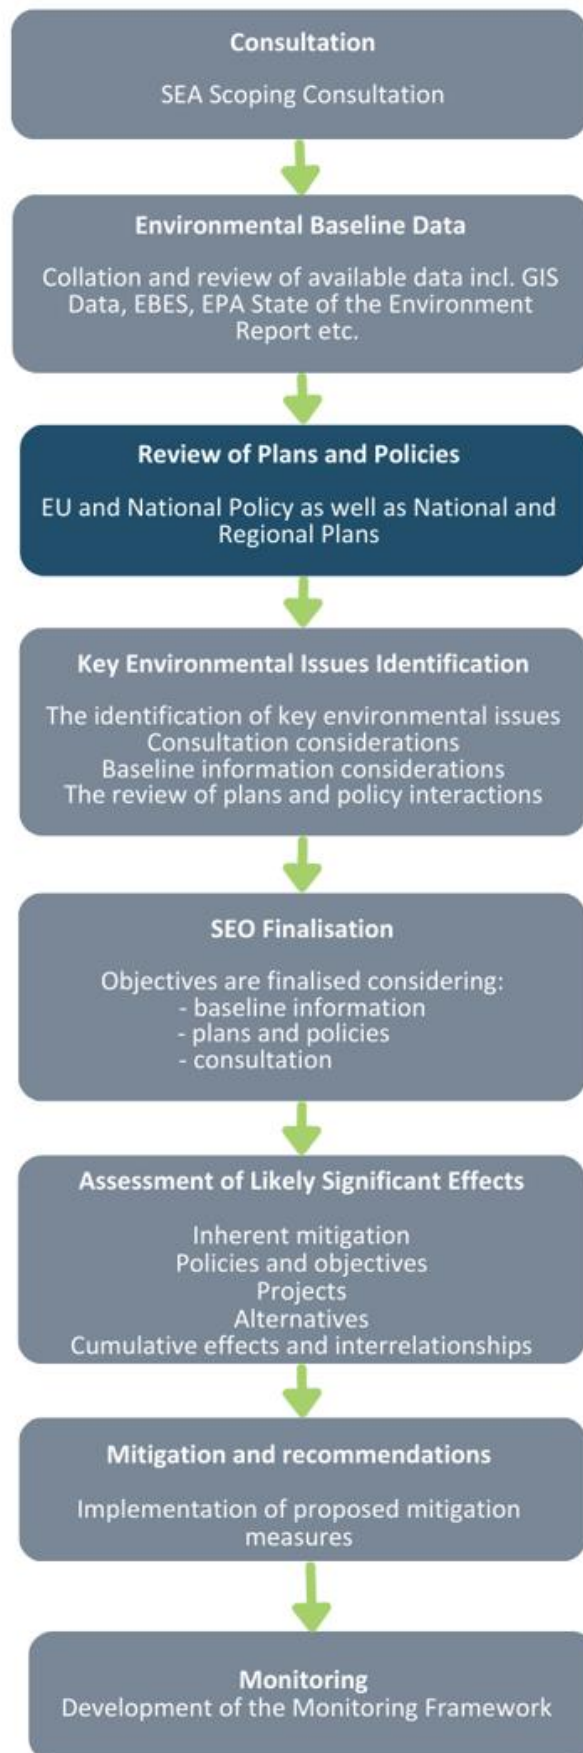 Consultation
SEA Scoping Consultation
Environmental Baseline Data
Collation and review of available data incl. GIS
Data, EBES, EPA State of the Environment
Report etc.
Review of Plans and Policies
EU and National Policy as well as National and
Regional Plans
Key Environmental Issues Identification
The identification of key environmental issues
Consultation considerations
Baseline information considerations
The review of plans and policy interactions
SEO Finalisation
Objectives are finalised considering:
- baseline information
- plans and policies
- consultation
Assessment of Likely Significant Effects
Inherent mitigation
Policies and objectives
Projects
Alternatives
Cumulative effects and interrelationships
Mitigation and recommendations
Implementation of proposed mitigation
measures
Monitoring
Development of the Monitoring Framework